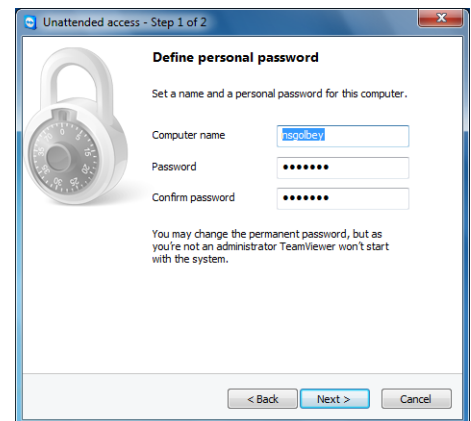 Unattended access - Step 1 of 2
Define personal password
Set a name and a personal password for this computer.
Computer name nsgolbey
Password •••••••
Confirm password •••••••
You may change the permanent password, but as
you're not an administrator TeamViewer won't start
with the system.
< Back Next > Cancel